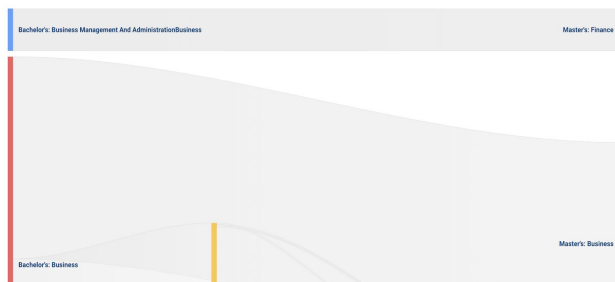 Bachelor's: Business Management And AdministrationBusiness
Master's: Finance
Master's: Business
Bachelor's: Business